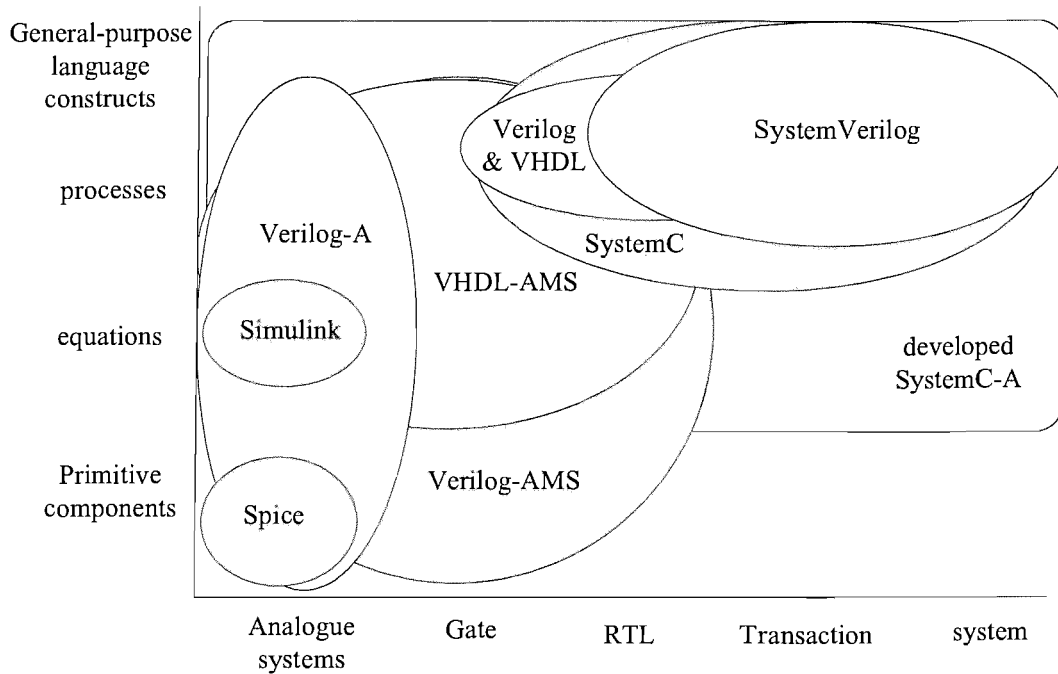 General-purpose
language
constructs
processes
equations
Primitive
components
Verilog
& VHDL
SystemVerilog
Verilog-A
SystemC
VHDL-AMS
Simulink
developed
SystemC-A
Verilog-AMS
Spice
Analogue
systems
Gate
RTL
Transaction
system